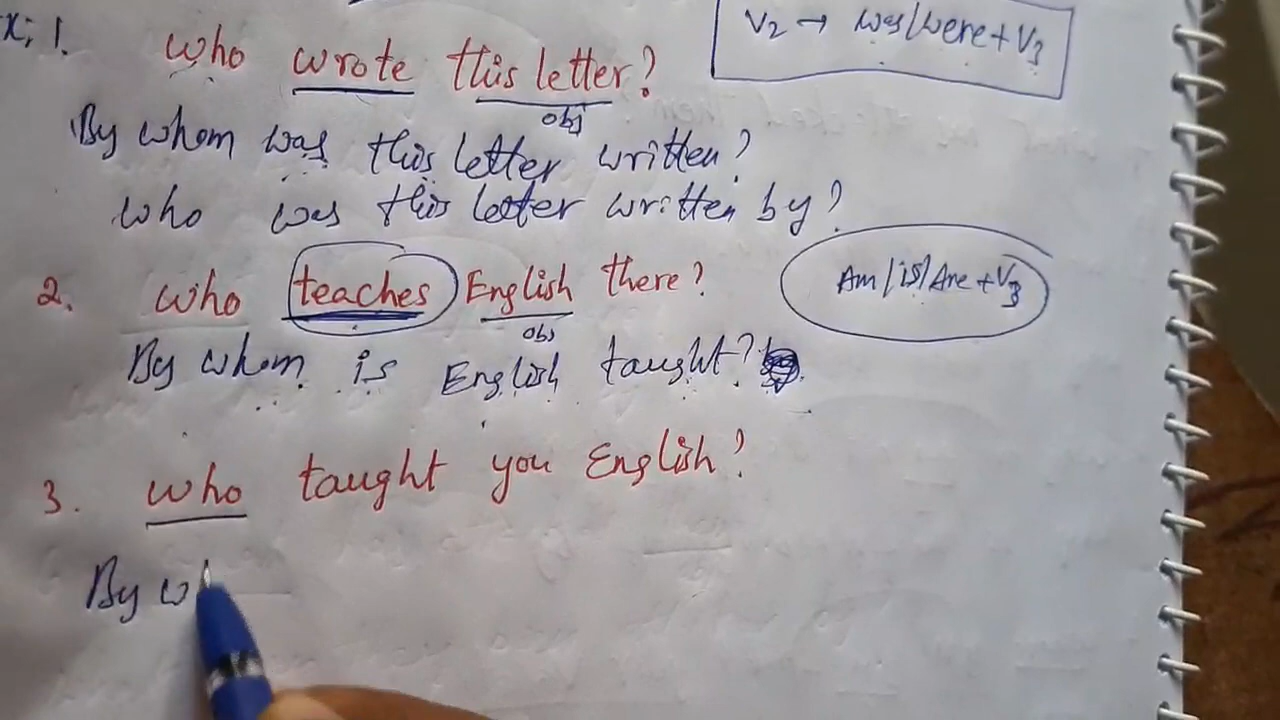 V2 → was/were + V3
x; 1. Who wrote this letter?
obj
By whom was this letter written?
Who was this letter written by?
2. Who teaches English there?
Am/is/Are + V3
obj
By whom is English taught?
3. Who taught you English?
By w